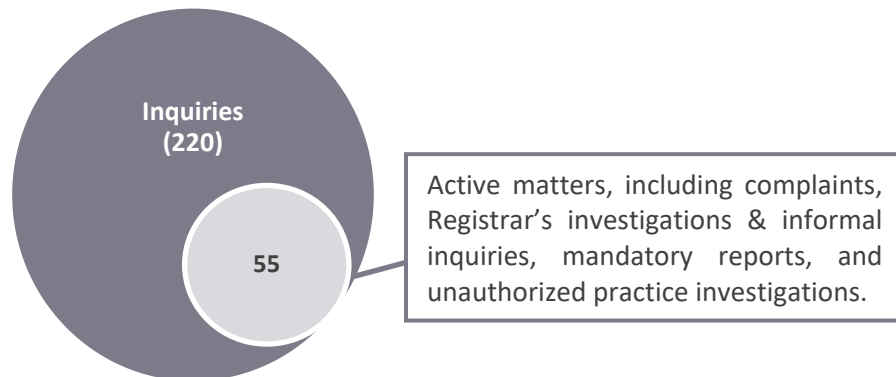 Inquiries
(220)
55
Active matters, including complaints,
Registrar’s investigations & informal
inquiries, mandatory reports, and
unauthorized practice investigations.